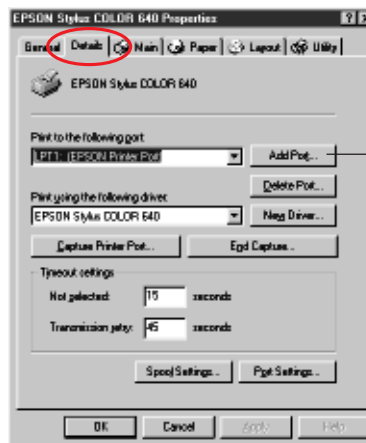 EPSON Stylus COLOR 640 Properties
General Details Main Paper Layout Utility
EPSON Stylus COLOR 640
Print to the following port:
LPT1: (EPSON Printer Port) Add Port...
Delete Port...
Print using the following driver:
EPSON Stylus COLOR 640 New Driver...
Capture Printer Port... End Capture...
Timeout settings
Not selected: 15 seconds
Transmission retry: 45 seconds
Spool Settings... Port Settings...
OK Cancel Apply Help